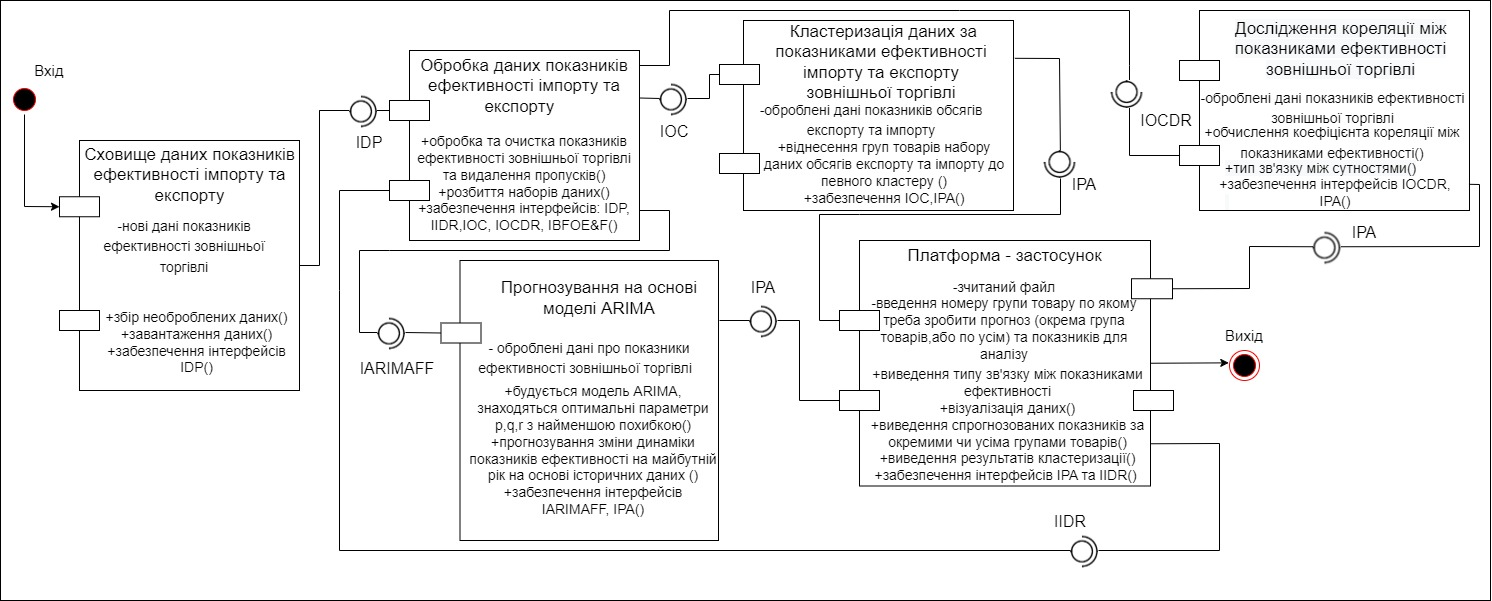 Вхід
Сховище даних показників
ефективності імпорту та
експорту
-нові дані показників
ефективності зовнішньої
торгівлі
+збір необроблених даних()
+завантаження даних()
+забезпечення інтерфейсів
IDP()
IDP
Обробка даних показників
ефективності імпорту та
експорту
+обробка та очистка показників
ефективності зовнішньої торгівлі
та видалення пропусків()
+розбиття наборів даних()
+забезпечення інтерфейсів: IDP,
IIDR,IOC, IOCDR, IBFOE&F()
IOC
Кластеризація даних за
показниками ефективності
імпорту та експорту
зовнішньої торгівлі
-оброблені дані показників обсягів
експорту та імпорту
+віднесення груп товарів набору
даних обсягів експорту та імпорту до
певного кластеру ()
+забезпечення IOC,IPA()
IPA
IOCDR
Дослідження кореляції між
показниками ефективності
зовнішньої торгівлі
-оброблені дані показників ефективності
зовнішньої торгівлі
+обчислення коефіцієнта кореляції між
показниками ефективності()
+тип зв'язку між сутностями()
+забезпечення інтерфейсів IOCDR,
IPA()
IPA
IARIMAFF
Прогнозування на основі
моделі ARIMA
- оброблені дані про показники
ефективності зовнішньої торгівлі
+будується модель ARIMA,
знаходяться оптимальні параметри
p,q,r з найменшою похибкою()
+прогнозування зміни динаміки
показників ефективності на майбутній
рік на основі історичних даних ()
+забезпечення інтерфейсів
IARIMAFF, IPA()
IPA
Платформа - застосунок
-зчитаний файл
-введення номеру групи товару по якому
треба зробити прогноз (окрема група
товарів,або по усім) та показників для
аналізу
+виведення типу зв'язку між показниками
ефективності
+візуалізація даних()
+виведення спрогнозованих показників за
окремими чи усіма групами товарів()
+виведення результатів кластеризації()
+забезпечення інтерфейсів IPA та IIDR()
Вихід
IIDR